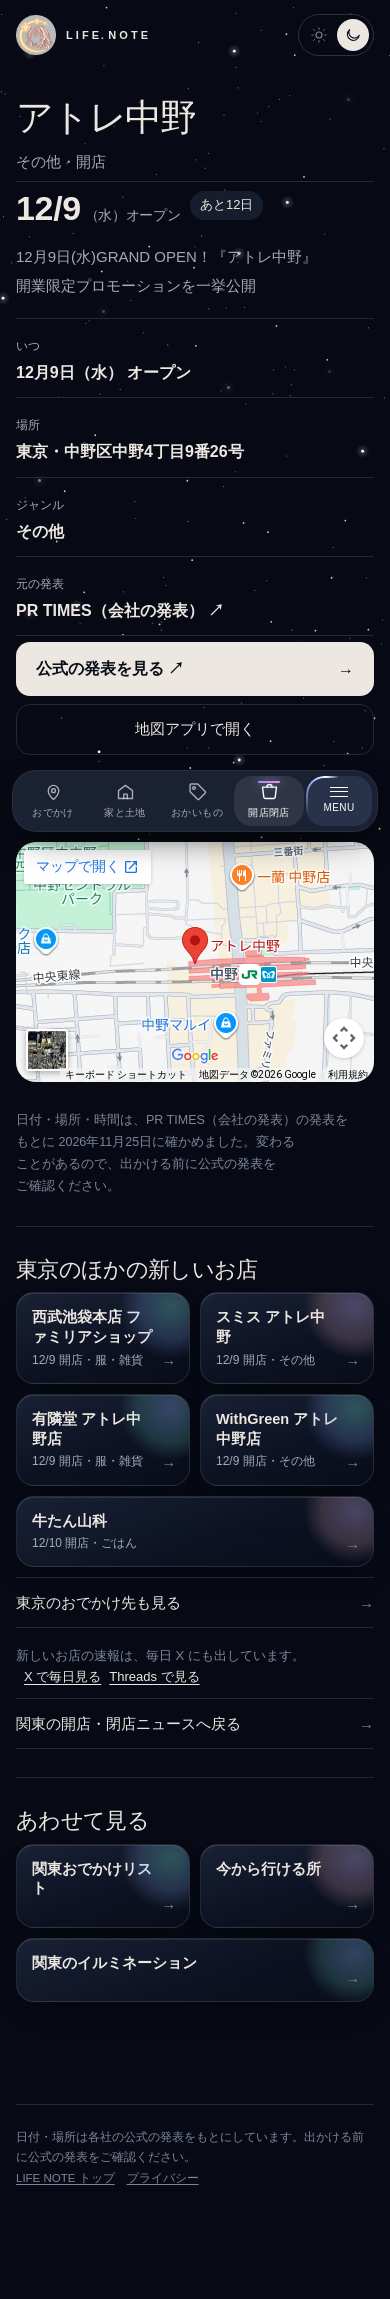 LIFE.NOTE
アトレ中野
その他・開店
12/9 （水）オープン あと12日
12月9日(水)GRAND OPEN！『アトレ中野』
開業限定プロモーションを一挙公開
いつ
12月9日（水） オープン
場所
東京・中野区中野4丁目9番26号
ジャンル
その他
元の発表
PR TIMES（会社の発表） ↗
公式の発表を見る ↗ →
地図アプリで開く
おでかけ 家と土地 おかいもの 開店閉店 MENU
三番街
マップで開く
一蘭 中野店
パーク
アトレ中野
ク
店
中央東線
中野
JR
中央
中野マルイ
ファミリ
Google
キーボード ショートカット 地図データ ©2026 Google 利用規約
日付・場所・時間は、PR TIMES（会社の発表）の発表を
もとに 2026年11月25日に確かめました。変わる
ことがあるので、出かける前に公式の発表を
ご確認ください。
東京のほかの新しいお店
西武池袋本店 フ
ァミリアショップ
12/9 開店・服・雑貨 →
スミス アトレ中
野
12/9 開店・その他 →
有隣堂 アトレ中
野店
12/9 開店・服・雑貨 →
WithGreen アトレ
中野店
12/9 開店・その他 →
牛たん山科
12/10 開店・ごはん →
東京のおでかけ先も見る →
新しいお店の速報は、毎日 X にも出しています。
X で毎日見る Threads で見る
関東の開店・閉店ニュースへ戻る →
あわせて見る
関東おでかけリス
ト →
今から行ける所 →
関東のイルミネーション →
日付・場所は各社の公式の発表をもとにしています。出かける前
に公式の発表をご確認ください。
LIFE NOTE トップ プライバシー